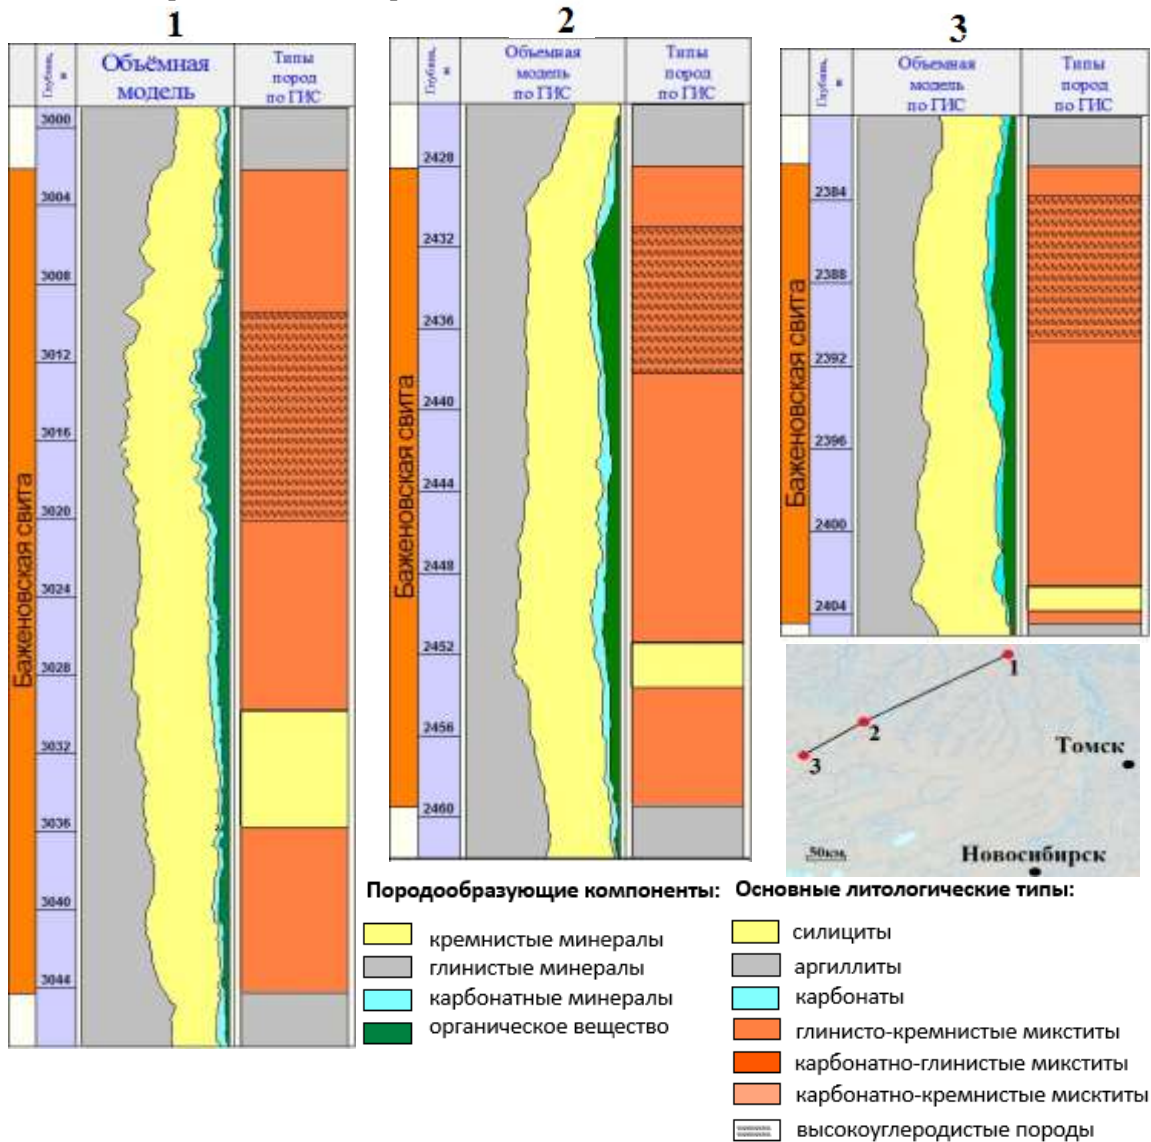 1
Глубина, м
Объёмная модель
Типы пород по ГИС
Баженовская свита
3000
3004
3008
3012
3016
3020
3024
3028
3032
3036
3040
3044
2
Глубина, м
Объемная модель по ГИС
Типы пород по ГИС
Баженовская свита
2428
2432
2436
2440
2444
2448
2452
2456
2460
3
Глубина, м
Объемная модель по ГИС
Типы пород по ГИС
Баженовская свита
2384
2388
2392
2396
2400
2404
1
2
3
Томск
50км
Новосибирск
Породообразующие компоненты:
кремнистые минералы
глинистые минералы
карбонатные минералы
органическое вещество
Основные литологические типы:
силициты
аргиллиты
карбонаты
глинисто-кремнистые микститы
карбонатно-глинистые микститы
карбонатно-кремнистые мисктиты
высокоуглеродистые породы